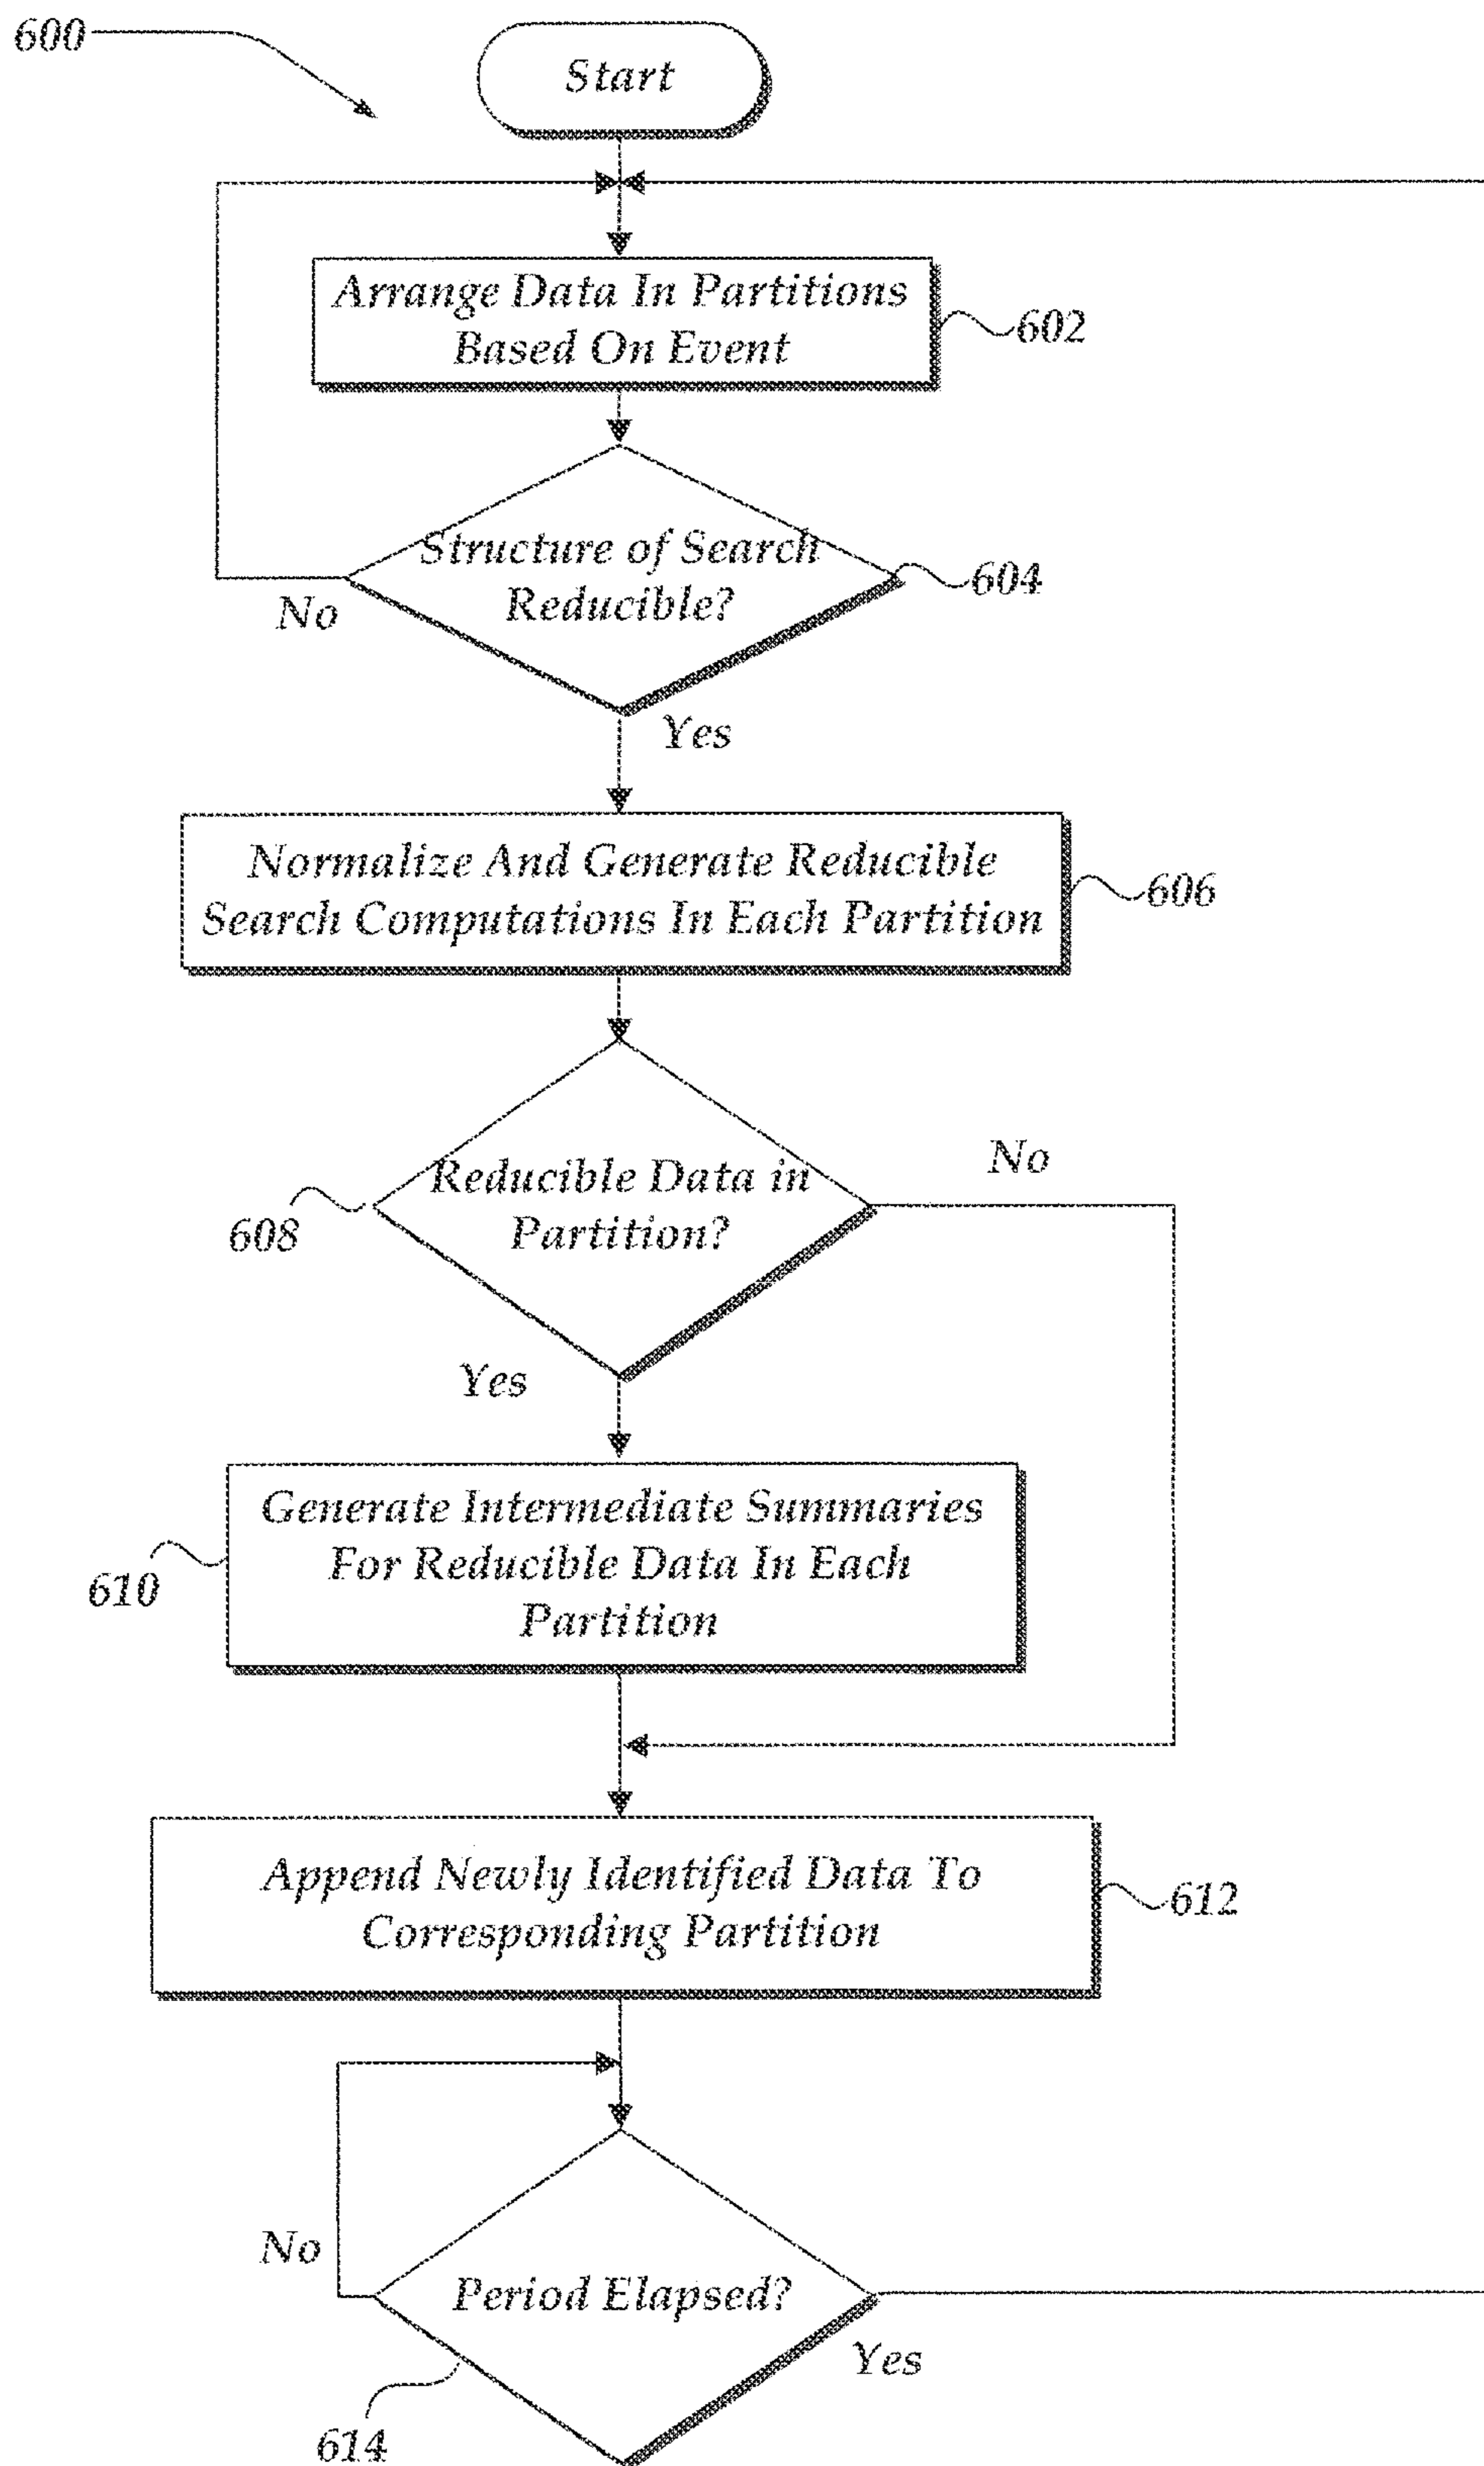 600
Start
Arrange Data In Partitions
Based On Event
602
Structure of Search
Reducible?
604
No
Yes
Normalize And Generate Reducible
Search Computations In Each Partition
606
No
Reducible Data in
Partition?
608
Yes
Generate Intermediate Summaries
For Reducible Data In Each
Partition
610
Append Newly Identified Data To
Corresponding Partition
612
No
Period Elapsed?
Yes
614